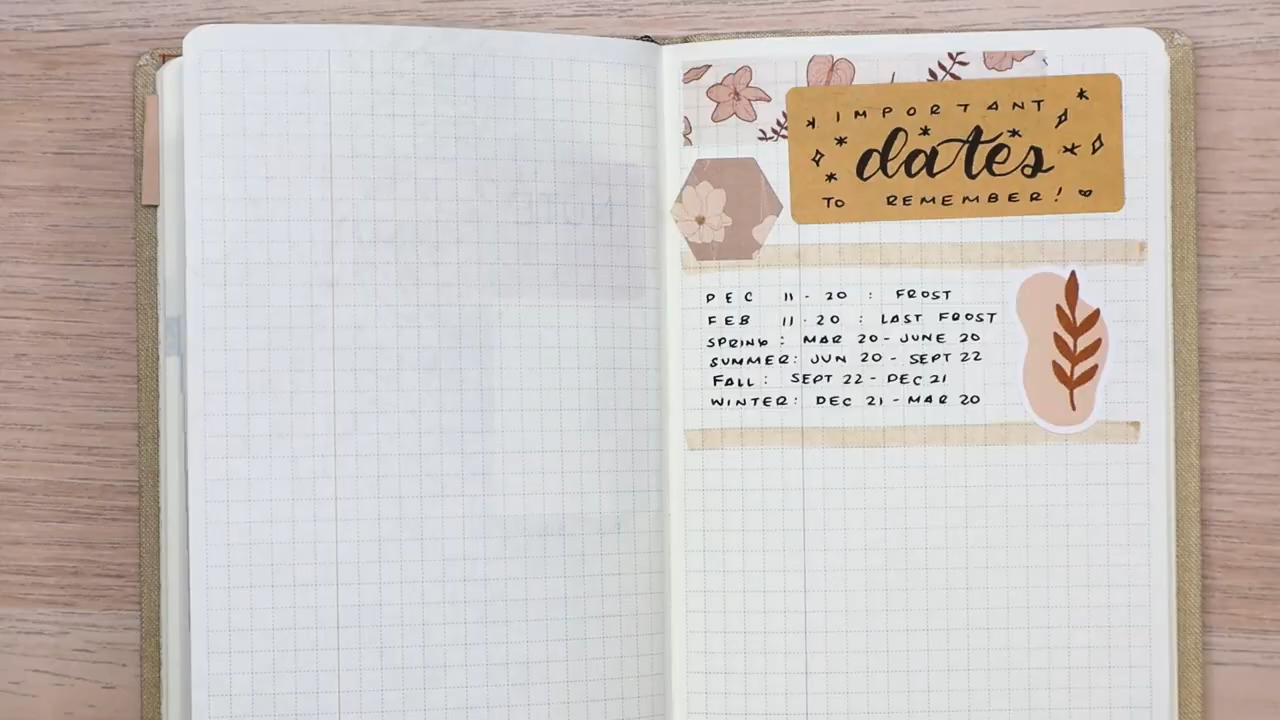 IMPORTANT
dates
TO REMEMBER!
DEC 11-20 : FROST
FEB 11-20 : LAST FROST
SPRING : MAR 20 - JUNE 20
SUMMER: JUN 20 - SEPT 22
FALL : SEPT 22 - DEC 21
WINTER: DEC 21 - MAR 20